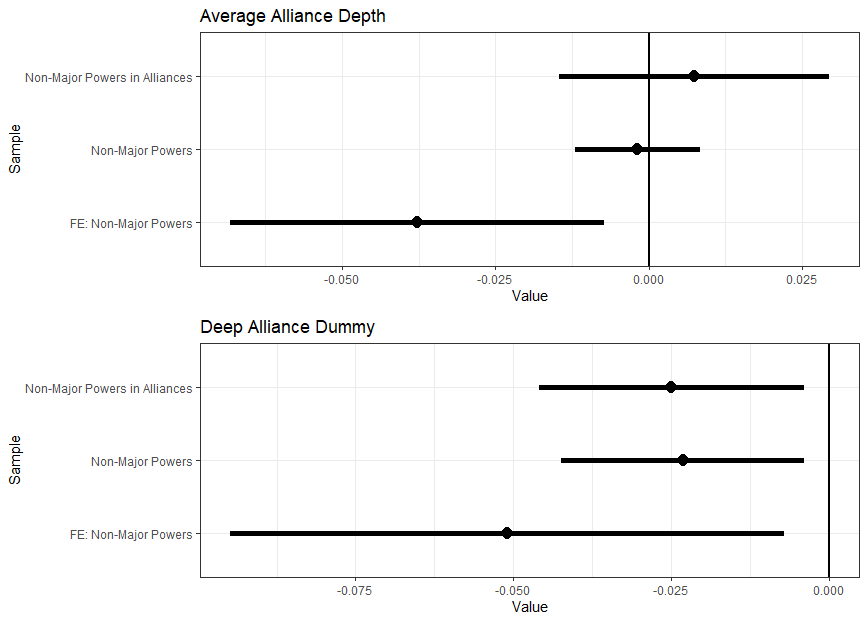 Average Alliance Depth
Sample
Non-Major Powers in Alliances
Non-Major Powers
FE: Non-Major Powers
-0.050 -0.025 0.000 0.025
Value
Deep Alliance Dummy
Sample
Non-Major Powers in Alliances
Non-Major Powers
FE: Non-Major Powers
-0.075 -0.050 -0.025 0.000
Value